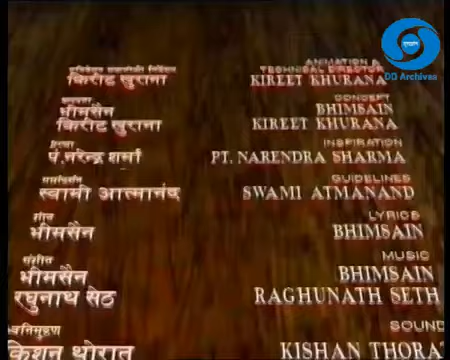 DD Archives
ANIMATION &
TECHNICAL DIRECTOR
किरीट खुराना KIREET KHURANA
CONCEPT
भीमसैन BHIMSAIN
किरीट खुराना KIREET KHURANA
प्रेरणा INSPIRATION
पं. नरेन्द्र शर्मा PT. NARENDRA SHARMA
मार्गदर्शन GUIDELINES
स्वामी आत्मानंद SWAMI ATMANAND
गीत LYRICS
भीमसैन BHIMSAIN
संगीत MUSIC
भीमसैन BHIMSAIN
रघुनाथ सेठ RAGHUNATH SETH
ध्वनिमुद्रण SOUND
किशन थोरात KISHAN THORAT